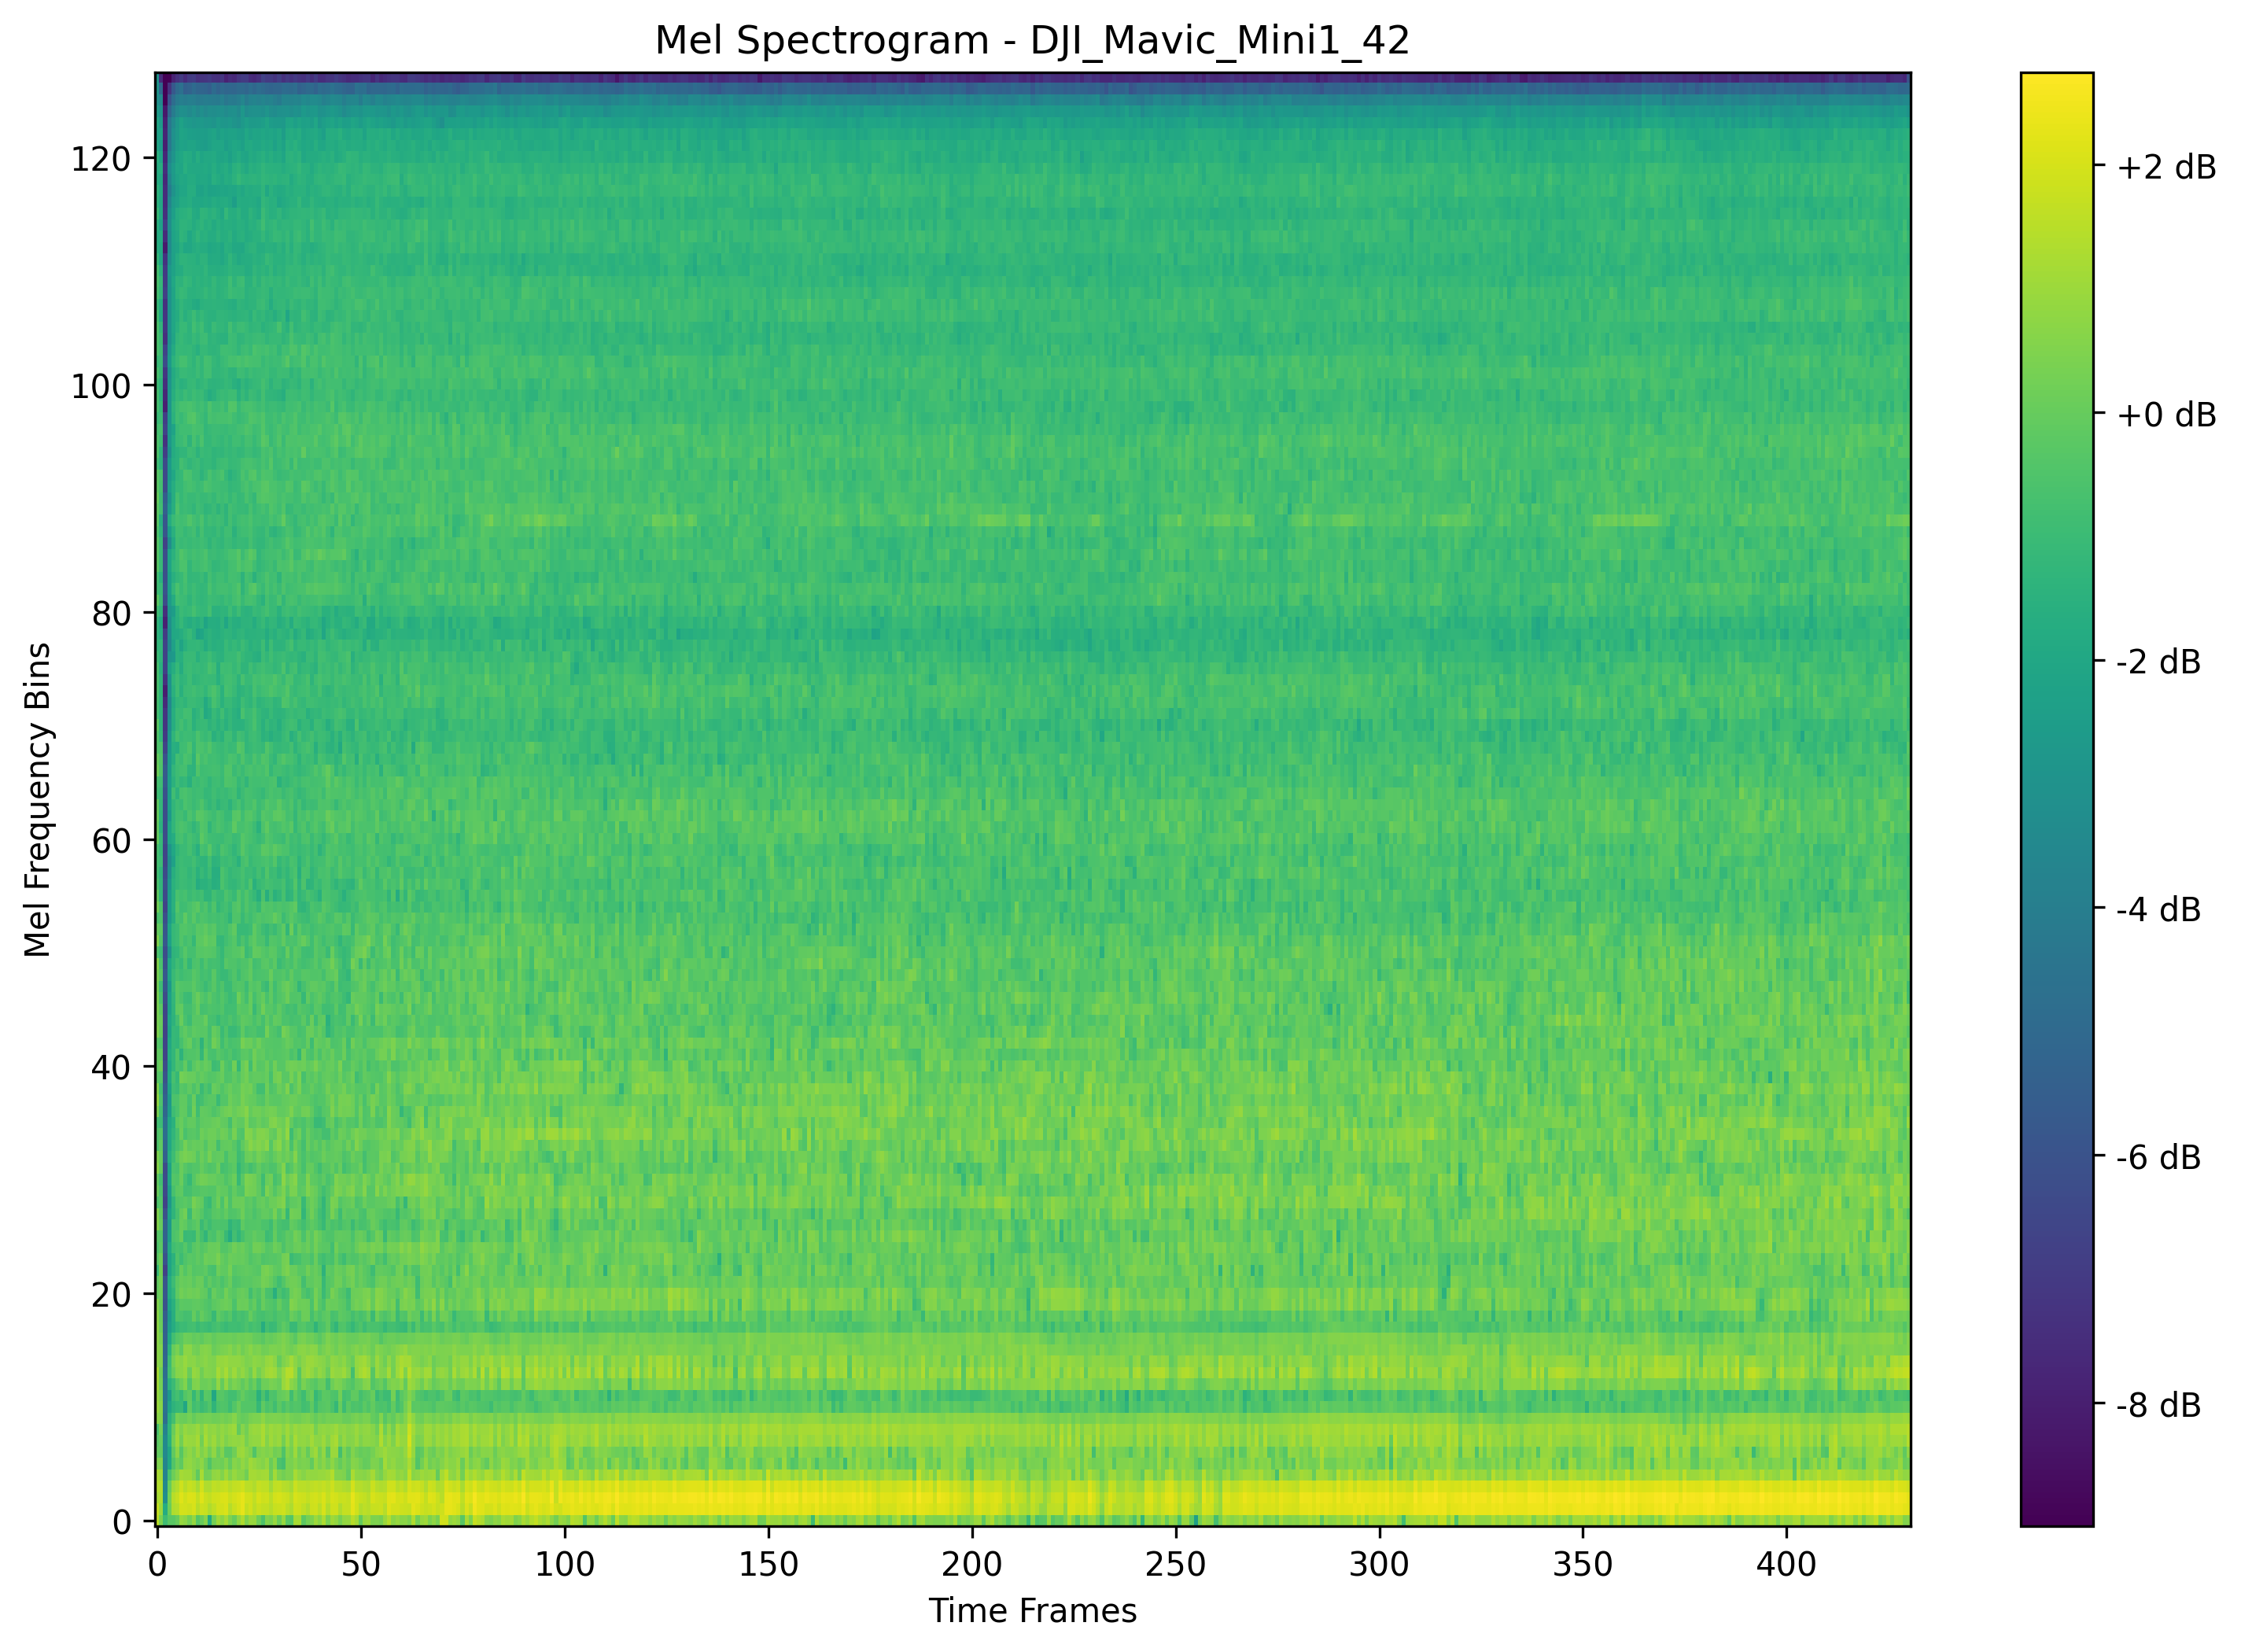 Mel Spectrogram - DJI_Mavic_Mini1_42
120
100
80
60
40
20
0
Mel Frequency Bins
0 50 100 150 200 250 300 350 400
Time Frames
+2 dB
+0 dB
-2 dB
-4 dB
-6 dB
-8 dB